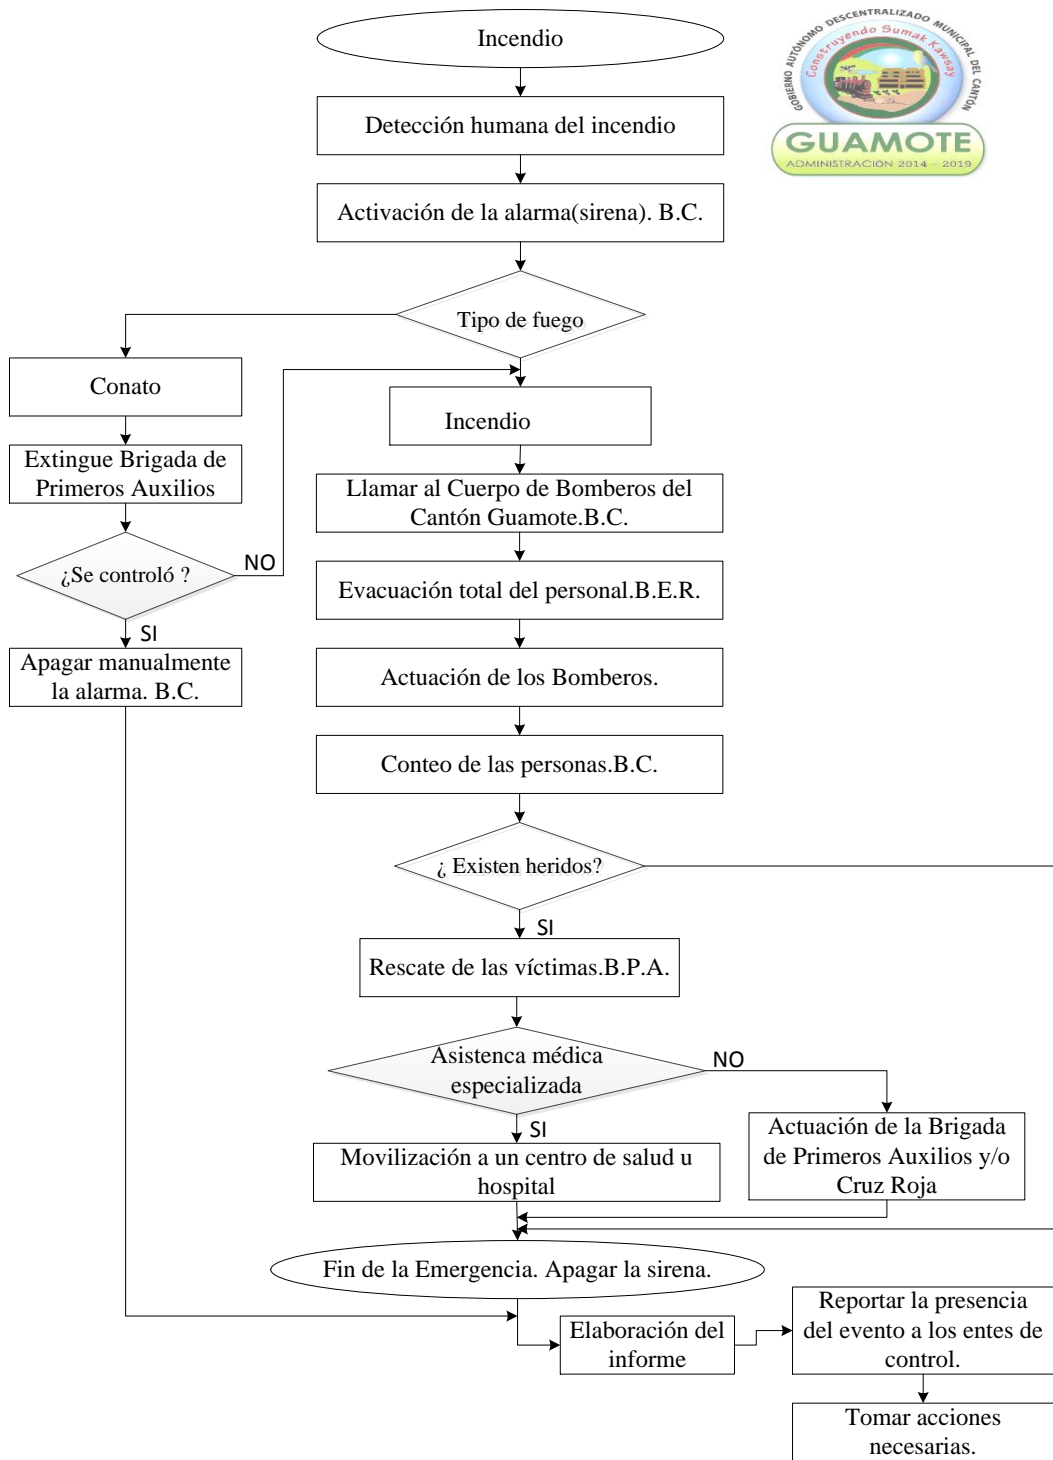 Incendio
GOBIERNO AUTÓNOMO DESCENTRALIZADO MUNICIPAL DEL CANTÓN
Construyendo Sumak Kawsay
GUAMOTE
ADMINISTRACIÓN 2014 - 2019
Detección humana del incendio
Activación de la alarma(sirena). B.C.
Tipo de fuego
Conato
Incendio
Extingue Brigada de
Primeros Auxilios
Llamar al Cuerpo de Bomberos del
Cantón Guamote.B.C.
¿Se controló ?
NO
Evacuación total del personal.B.E.R.
SI
Apagar manualmente
la alarma. B.C.
Actuación de los Bomberos.
Conteo de las personas.B.C.
¿ Existen heridos?
SI
Rescate de las víctimas.B.P.A.
Asistenca médica
especializada
NO
SI
Movilización a un centro de salud u
hospital
Actuación de la Brigada
de Primeros Auxilios y/o
Cruz Roja
Fin de la Emergencia. Apagar la sirena.
Elaboración del
informe
Reportar la presencia
del evento a los entes de
control.
Tomar acciones
necesarias.